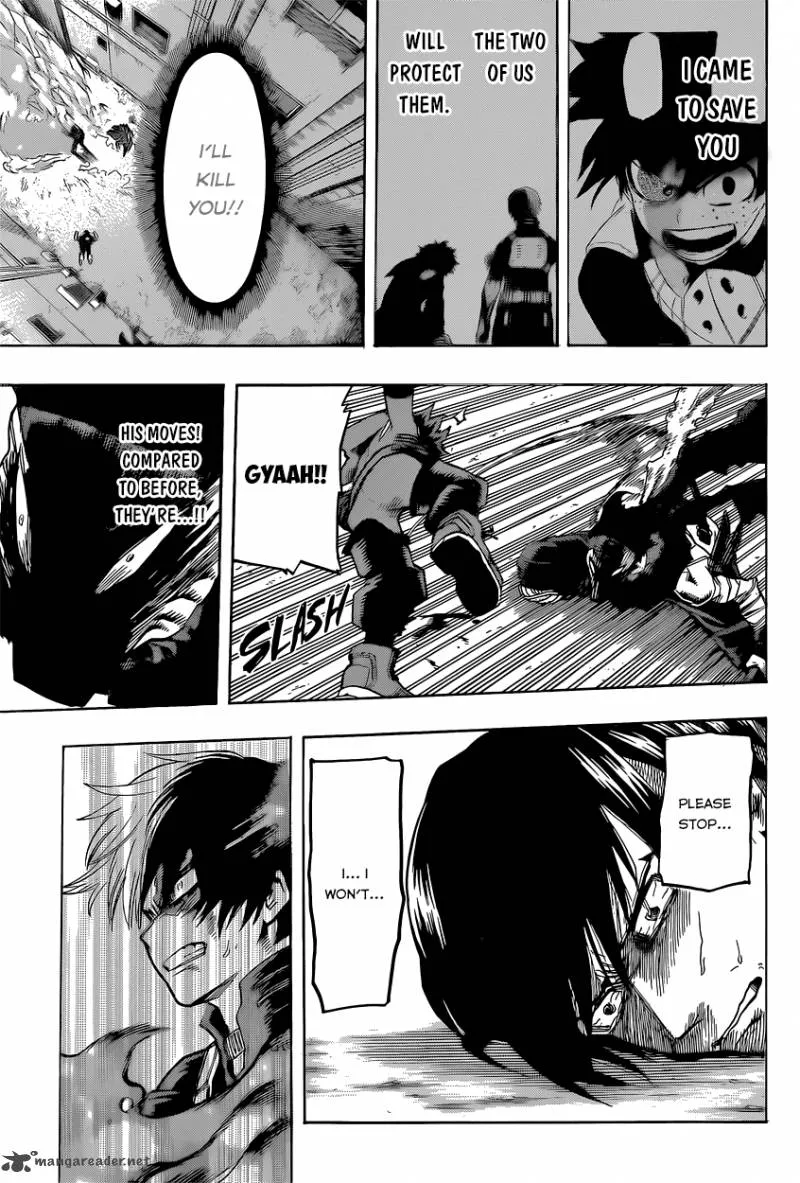 I CAME
TO SAVE
YOU
THE TWO
OF US
WILL
PROTECT
THEM.
I'LL
KILL
YOU!!
GYAAH!!
SLASH
HIS MOVES!
COMPARED
TO BEFORE,
THEY'RE...!!
PLEASE
STOP...
I... I
WON'T...
mangareader.net